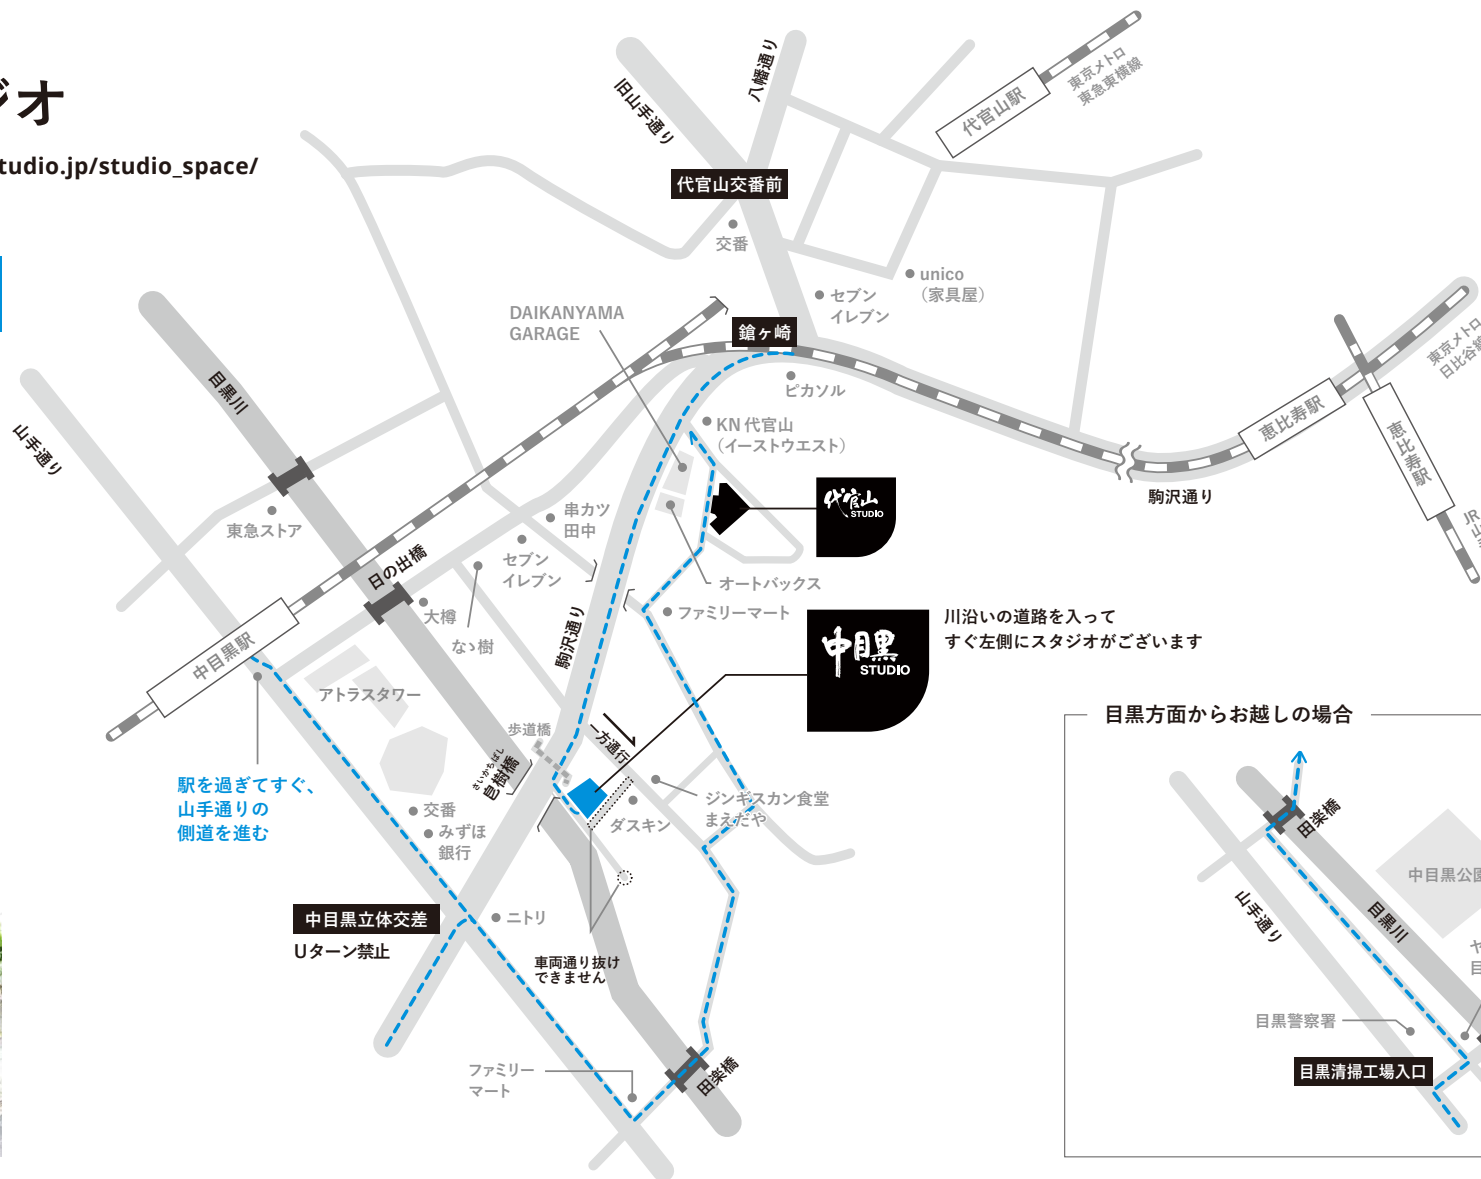 ジオ
tudio.jp/studio_space/
旧山手通り
八幡通り
代官山駅
東京メトロ
東急東横線
代官山交番前
交番
unico
（家具屋）
セブン
イレブン
DAIKANYAMA
GARAGE
鎗ヶ崎
ピカソル
KN 代官山
（イーストウエスト）
恵比寿駅
東京メトロ
日比谷線
恵比寿駅
JR
駒沢通り
目黒川
山手通り
東急ストア
串カツ
田中
セブン
イレブン
日の出橋
大樽
なゝ樹
代官山
STUDIO
オートバックス
ファミリーマート
駒沢通り
中目黒駅
アトラスタワー
中目黒
STUDIO
川沿いの道路を入って
すぐ左側にスタジオがございます
歩道橋
一方通行
さいかちばし
皀樹橋
駅を過ぎてすぐ、
山手通りの
側道を進む
交番
みずほ
銀行
ダスキン
ジンギスカン食堂
まえだや
中目黒立体交差
Uターン禁止
ニトリ
車両通り抜け
できません
ファミリー
マート
田楽橋
目黒方面からお越しの場合
田楽橋
中目黒公園
山手通り
目黒川
目黒警察署
目黒清掃工場入口